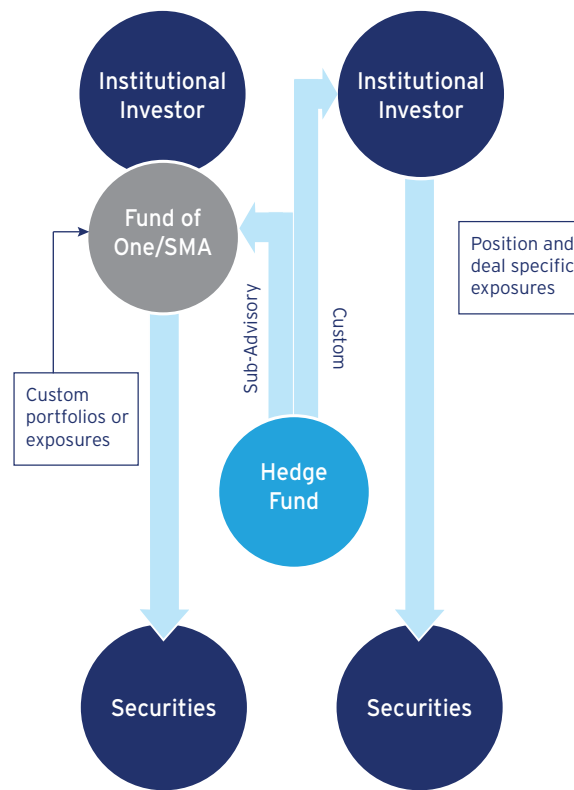 Institutional
Investor
Institutional
Investor
Fund of
One/SMA
Position and
deal specific
exposures
Sub-Advisory
Custom
Custom
portfolios or
exposures
Hedge
Fund
Securities
Securities